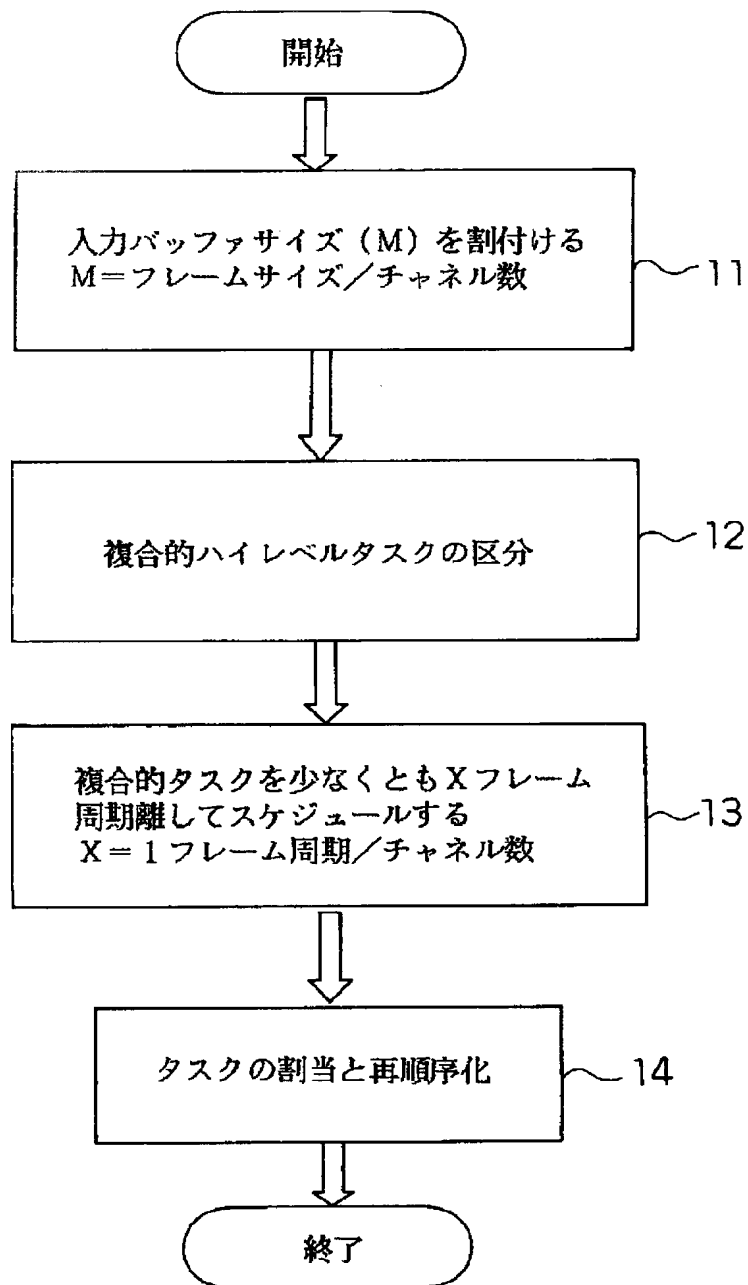 開始
入力バッファサイズ（M）を割付ける
M＝フレームサイズ／チャネル数
11
複合的ハイレベルタスクの区分
12
複合的タスクを少なくともXフレーム
周期離してスケジュールする
X＝1フレーム周期／チャネル数
13
タスクの割当と再順序化
14
終了